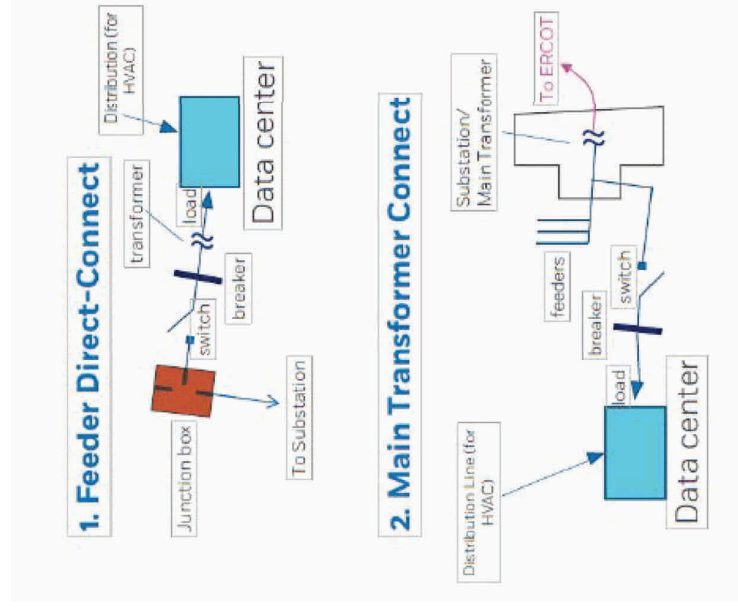 1. Feeder Direct-Connect
Junction box
To Substation
switch
breaker
transformer
load
Distribution (for
HVAC)
Data center
2. Main Transformer Connect
Distribution Line (for
HVAC)
Data center
load
breaker
switch
feeders
Substation/
Main Transformer
To ERCOT